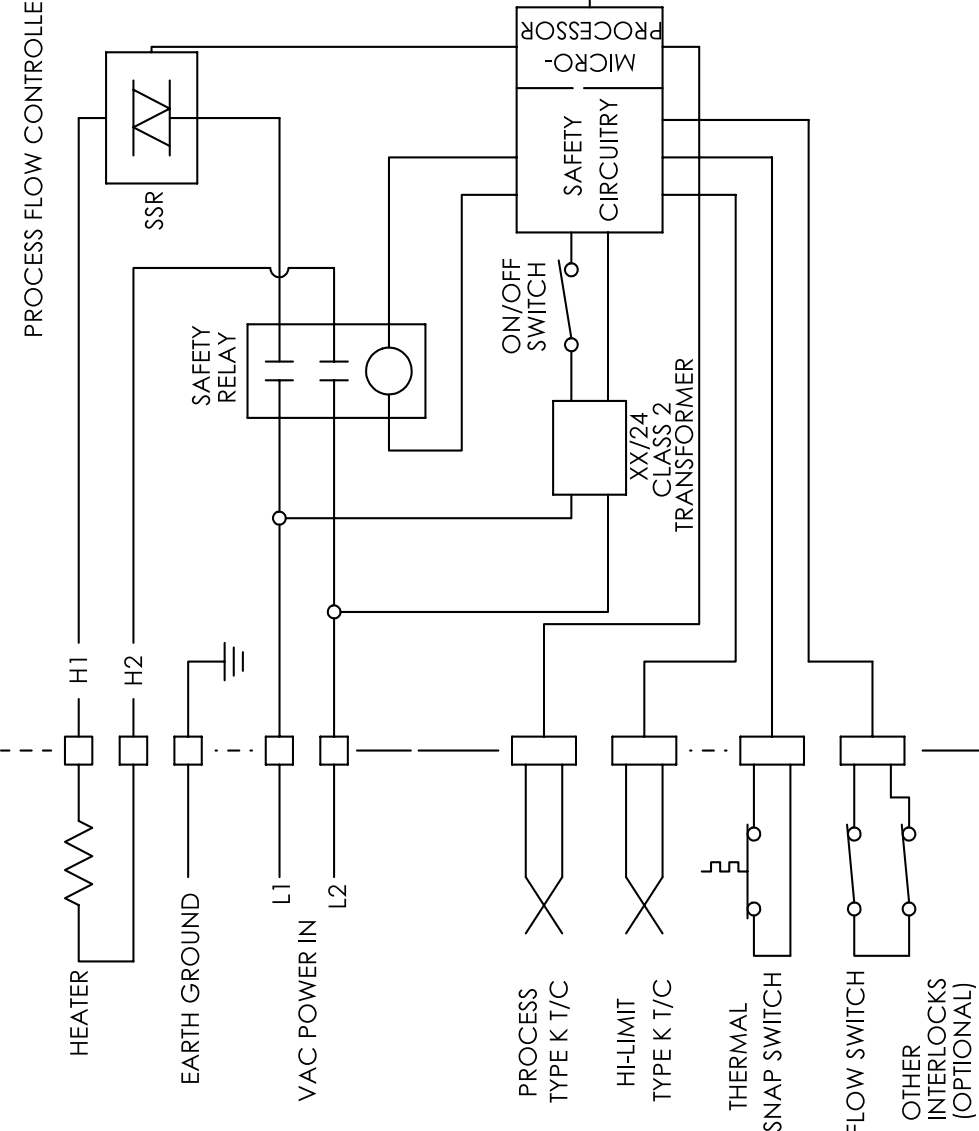 PROCESS FLOW CONTROLLE
SSR
MICRO-
PROCESSOR
SAFETY
CIRCUITRY
SAFETY
RELAY
ON/OFF
SWITCH
XX/24
CLASS 2
TRANSFORMER
H1
H2
L1
L2
HEATER
EARTH GROUND
VAC POWER IN
PROCESS
TYPE K T/C
HI-LIMIT
TYPE K T/C
THERMAL
SNAP SWITCH
FLOW SWITCH
OTHER
INTERLOCKS
(OPTIONAL)